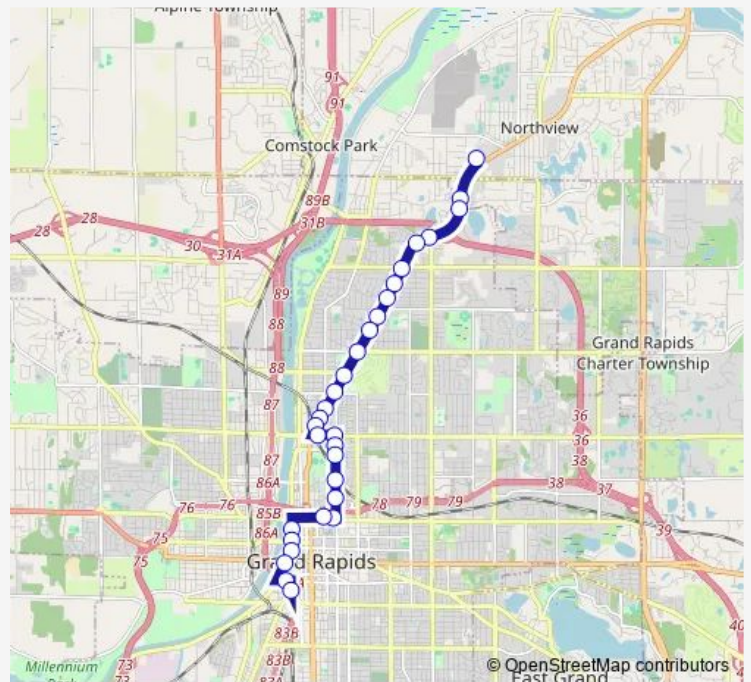 Alpine Township
91
91
Northview
Comstock Park
89B
28
28
31B
30
31A
89
88
Grand Rapids
Charter Township
88
87
36
36
38
87
86A
38
37
76
76
78
79
79
85B
39
75
86A
Grand Rapids
75
40
83B
Millennium
83B
73
73
© OpenStreetMap contributors
East Grand